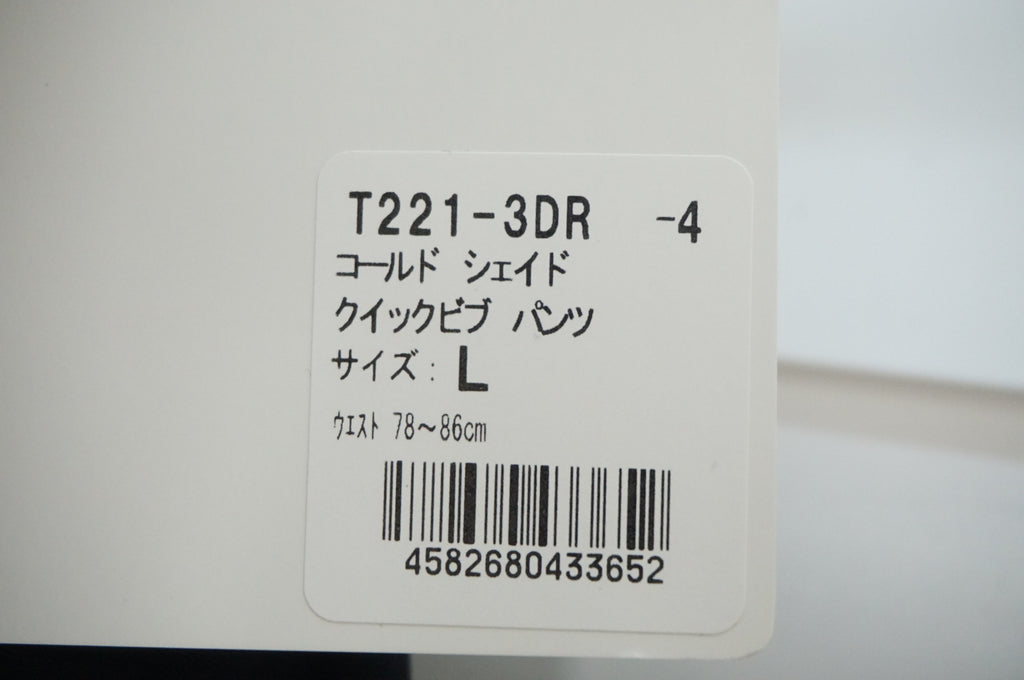 T221-3DR -4
コールド シェイド
クイックビブ パンツ
サイズ: L
ウエスト 78～86cm
4582680433652